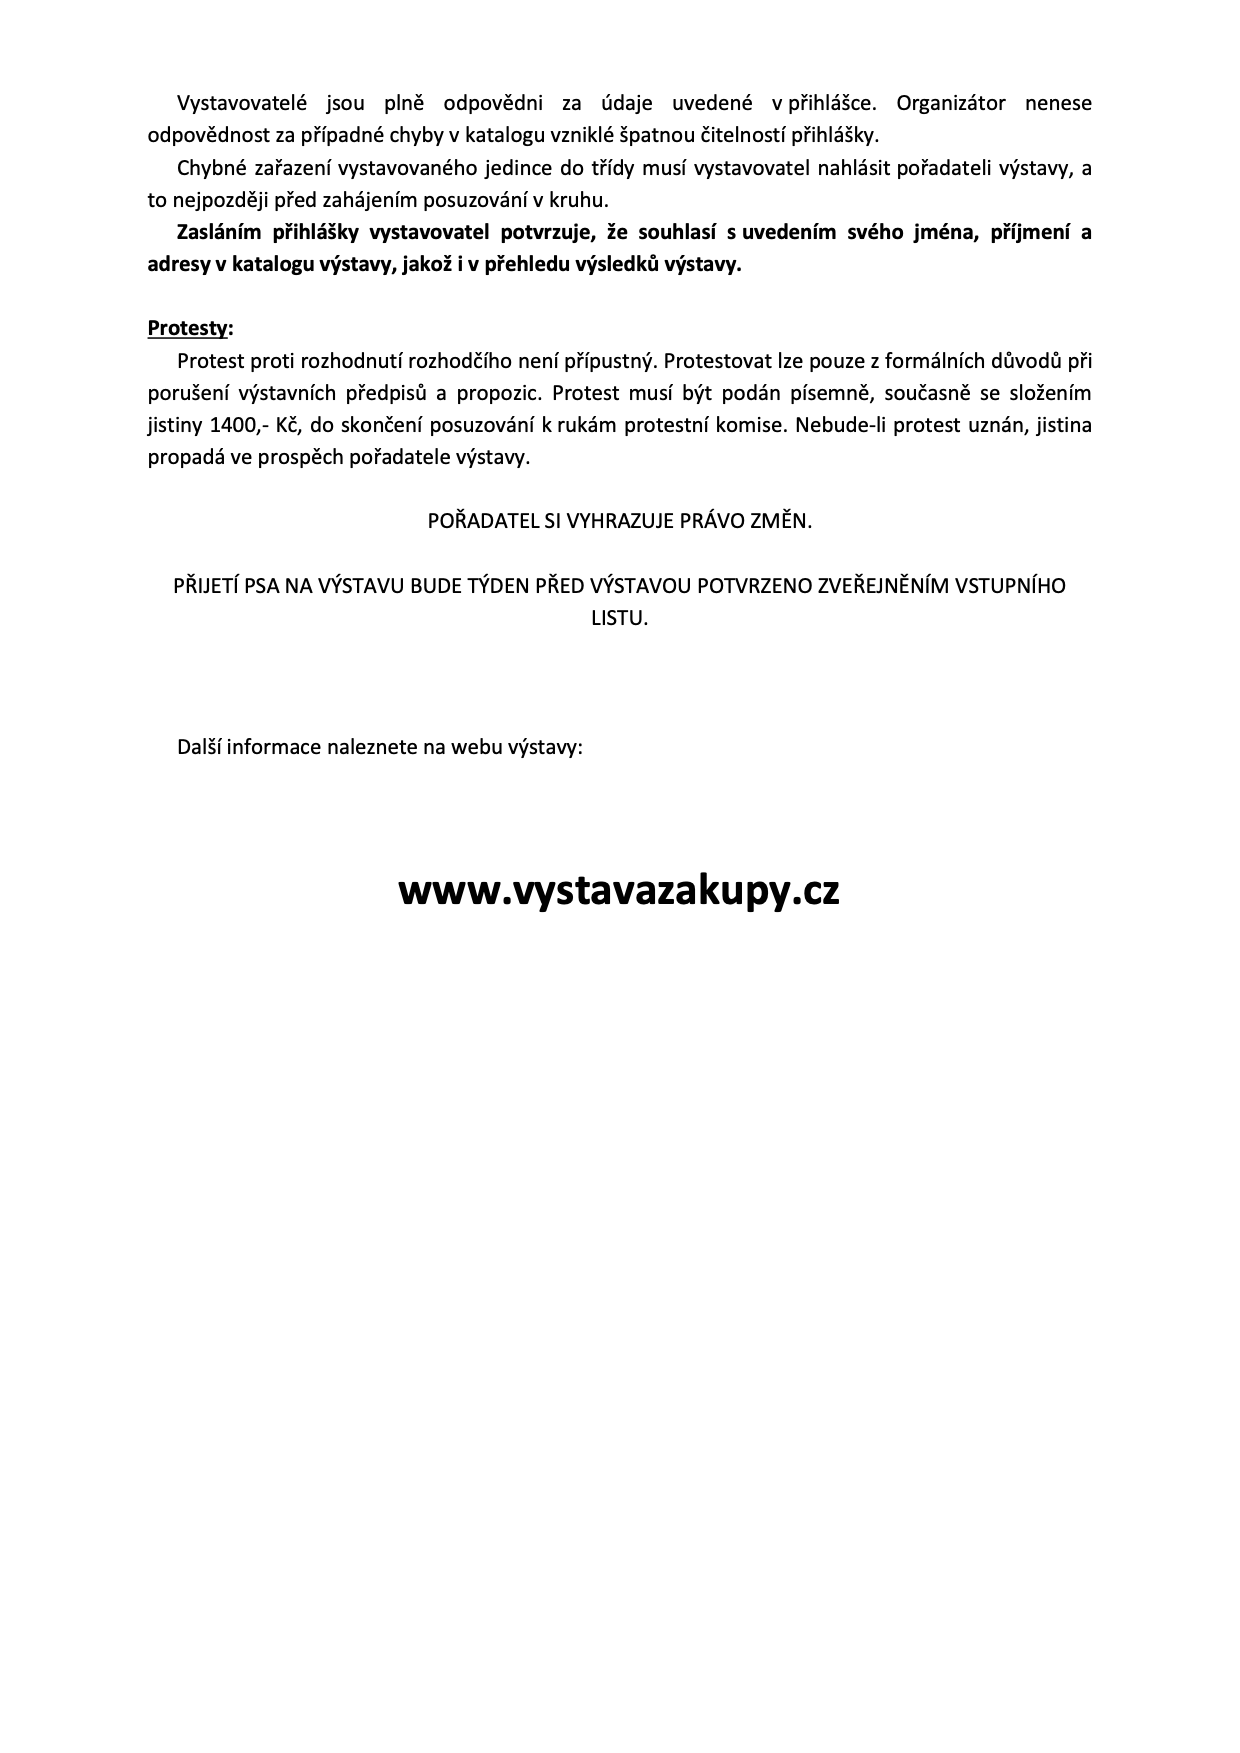 Vystavovatelé jsou plně odpovědni za údaje uvedené v přihlášce. Organizátor nenese
odpovědnost za případné chyby v katalogu vzniklé špatnou čitelností přihlášky.
Chybné zařazení vystavovaného jedince do třídy musí vystavovatel nahlásit pořadateli výstavy, a
to nejpozději před zahájením posuzování v kruhu.
Zasláním přihlášky vystavovatel potvrzuje, že souhlasí s uvedením svého jména, příjmení a
adresy v katalogu výstavy, jakož i v přehledu výsledků výstavy.
Protesty:
Protest proti rozhodnutí rozhodčího není přípustný. Protestovat lze pouze z formálních důvodů při
porušení výstavních předpisů a propozic. Protest musí být podán písemně, současně se složením
jistiny 1400,- Kč, do skončení posuzování k rukám protestní komise. Nebude-li protest uznán, jistina
propadá ve prospěch pořadatele výstavy.
POŘADATEL SI VYHRAZUJE PRÁVO ZMĚN.
PŘIJETÍ PSA NA VÝSTAVU BUDE TÝDEN PŘED VÝSTAVOU POTVRZENO ZVEŘEJNĚNÍM VSTUPNÍHO
LISTU.
Další informace naleznete na webu výstavy:
www.vystavazakupy.cz